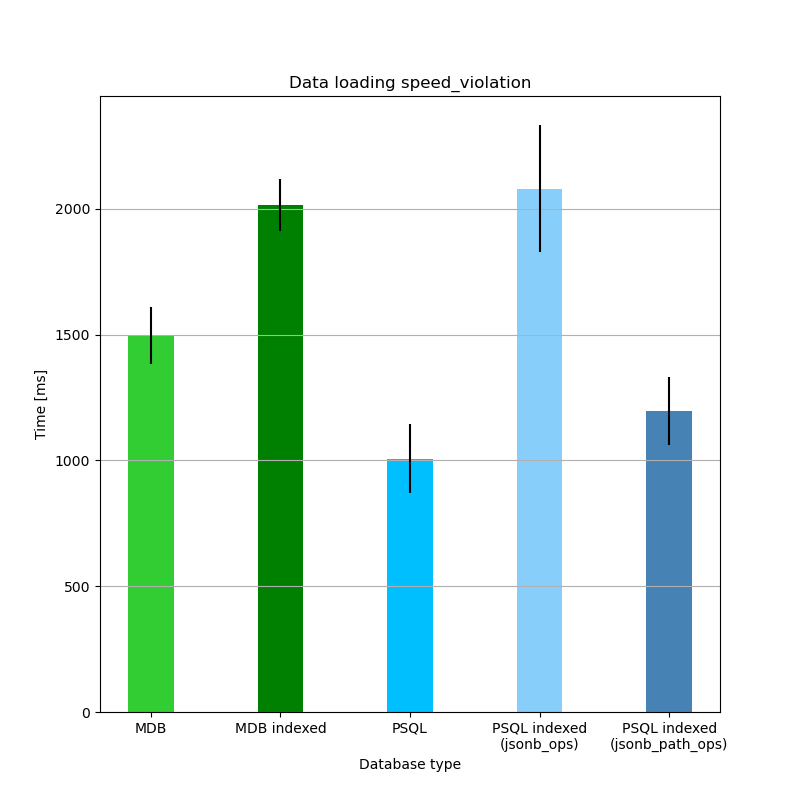 Data loading speed_violation
Time [ms]
2000
1500
1000
500
0
MDB
MDB indexed
PSQL
PSQL indexed
(jsonb_ops)
PSQL indexed
(jsonb_path_ops)
Database type